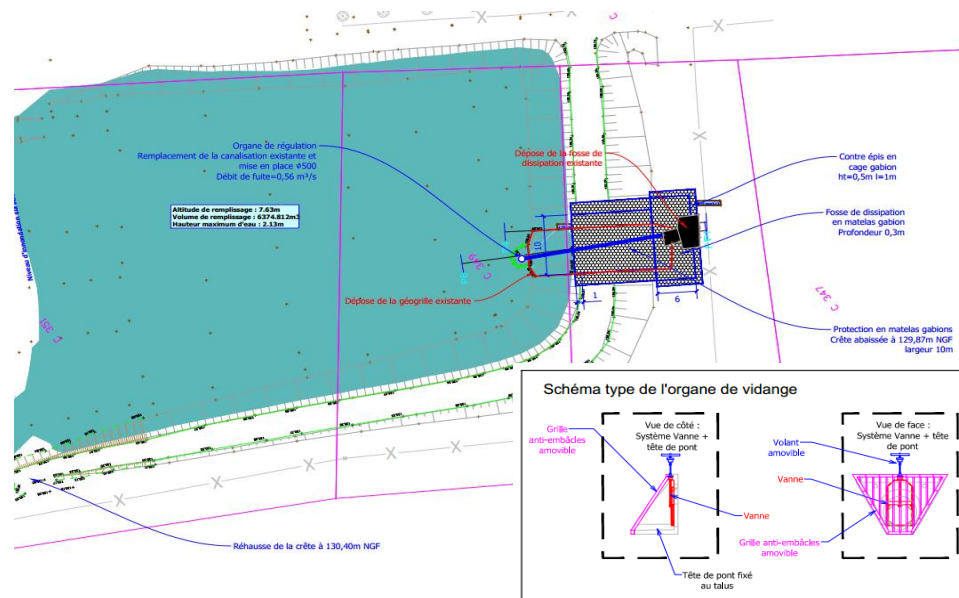 Organe de régulation
Remplacement de la canalisation existante et
mise en place #500
Débit de fuite=0,56 m³/s
Altitude de remplissage : 7.63m
Volume de remplissage : 6374.812m3
Hauteur maximum d'eau : 2.13m
Dépose de la fosse de
dissipation existante
Contre épis en
cage gabion
ht=0,5m l=1m
Fosse de dissipation
en matelas gabion
Profondeur 0,3m
10
C 349
Dépose de la géogrille existante
1
6
C 347
C 351
Protection en matelas gabions
Crête abaissée à 129,87m NGF
largeur 10m
Réhausse de la crête à 130,40m NGF
Schéma type de l'organe de vidange
Vue de côté :
Système Vanne +
tête de pont
Grille
anti-embâcles
amovible
Vanne
Tête de pont fixé
au talus
Vue de face :
Système Vanne + tête
de pont
Volant
amovible
Vanne
Grille anti-embâcles
amovible